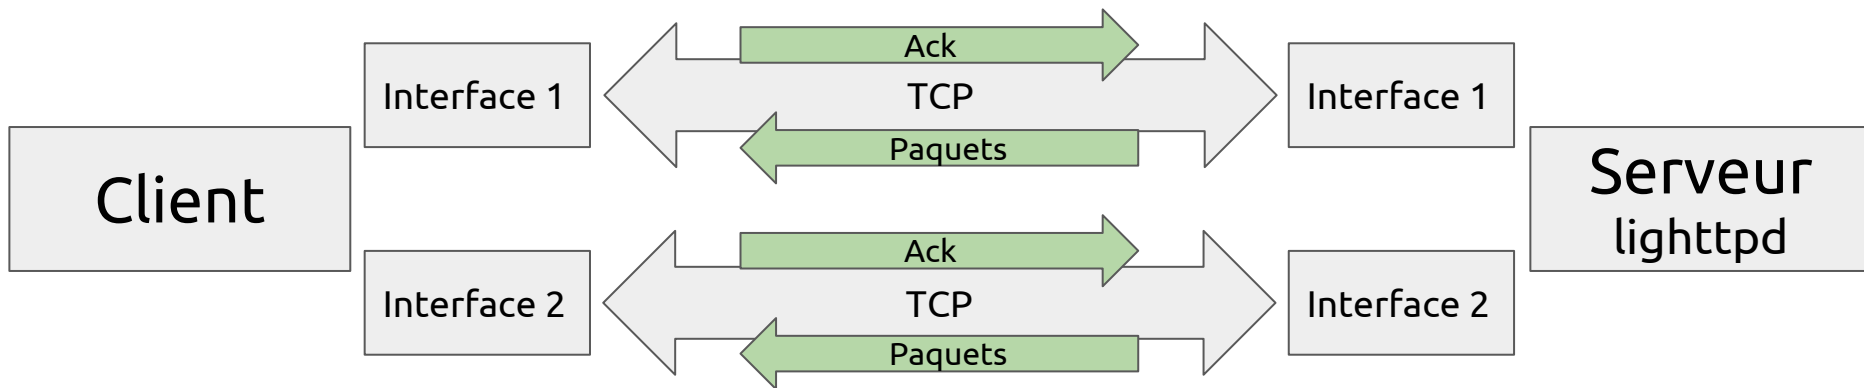 Client
Interface 1
Interface 2
Ack
TCP
Paquets
Ack
TCP
Paquets
Interface 1
Interface 2
Serveur
lighttpd